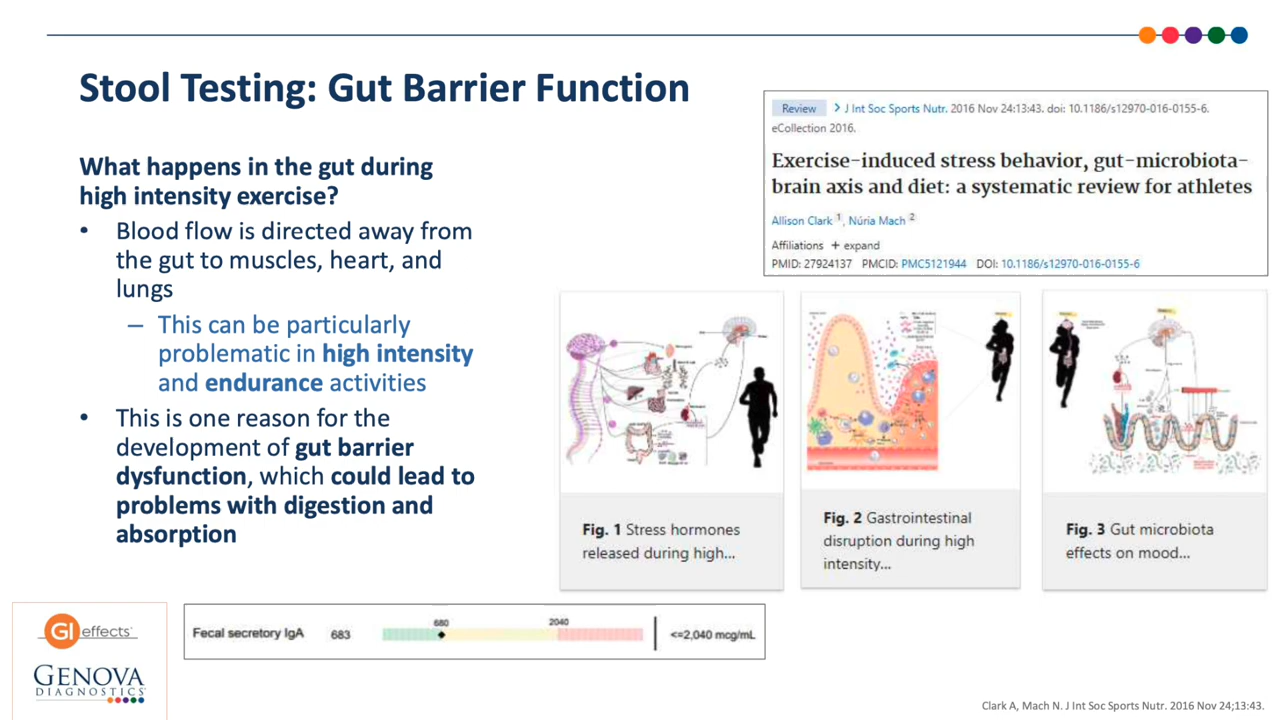 Stool Testing: Gut Barrier Function
What happens in the gut during
high intensity exercise?
• Blood flow is directed away from
the gut to muscles, heart, and
lungs
– This can be particularly
problematic in high intensity
and endurance activities
• This is one reason for the
development of gut barrier
dysfunction, which could lead to
problems with digestion and
absorption
Review > J Int Soc Sports Nutr. 2016 Nov 24:13:43. doi: 10.1186/s12970-016-0155-6.
eCollection 2016.
Exercise-induced stress behavior, gut-microbiota-
brain axis and diet: a systematic review for athletes
Allison Clark 1, Núria Mach 2
Affiliations + expand
PMID: 27924137 PMCID: PMC5121944 DOI: 10.1186/s12970-016-0155-6
Fig. 1 Stress hormones
released during high...
Fig. 2 Gastrointestinal
disruption during high
intensity...
Fig. 3 Gut microbiota
effects on mood...
GI effects
GENOVA
DIAGNOSTICS
Fecal secretory IgA 683 680 2040 <=2,040 mcg/mL
Clark A, Mach N. J Int Soc Sports Nutr. 2016 Nov 24;13:43.